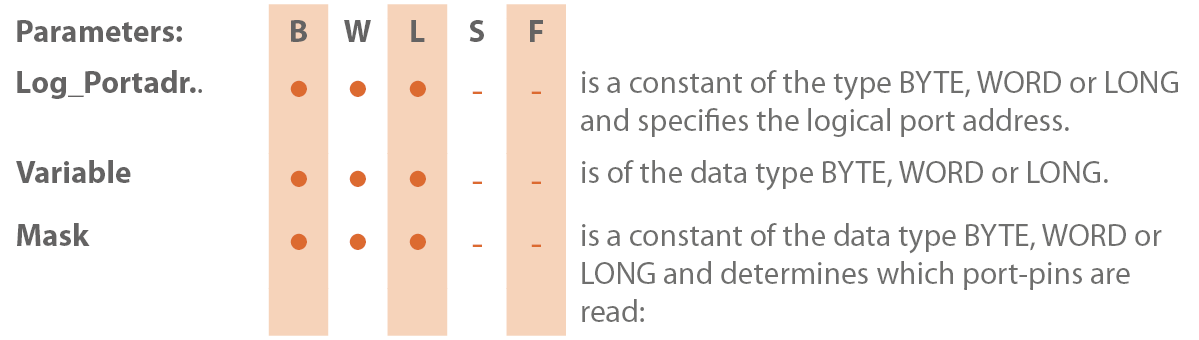 Parameters: B W L S F
Log_Portadr.. ● ● ● - - is a constant of the type BYTE, WORD or LONG
and specifies the logical port address.
Variable ● ● ● - - is of the data type BYTE, WORD or LONG.
Mask ● ● ● - - is a constant of the data type BYTE, WORD or
LONG and determines which port-pins are
read: